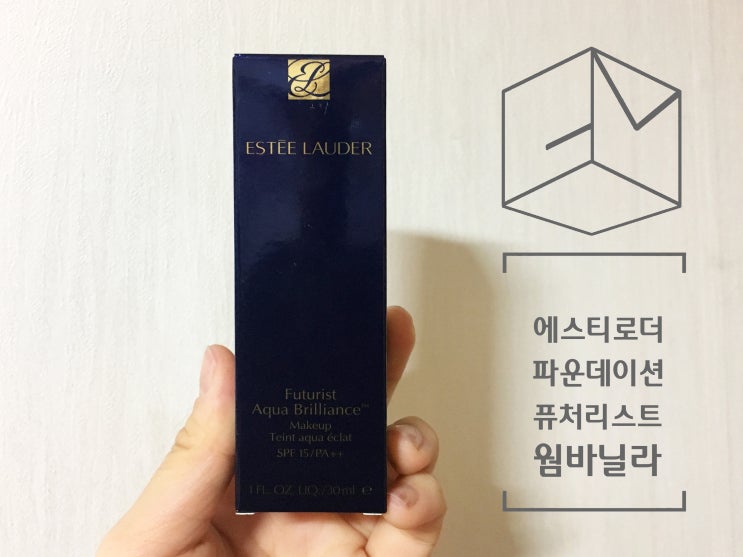 ESTĒE LAUDER
Futurist
Aqua Brilliance™
Makeup
Teint aqua éclat
SPF 15/PA++
1 FL. OZ. LIQ./30ml e
에스티로더
파운데이션
퓨처리스트
웜바닐라